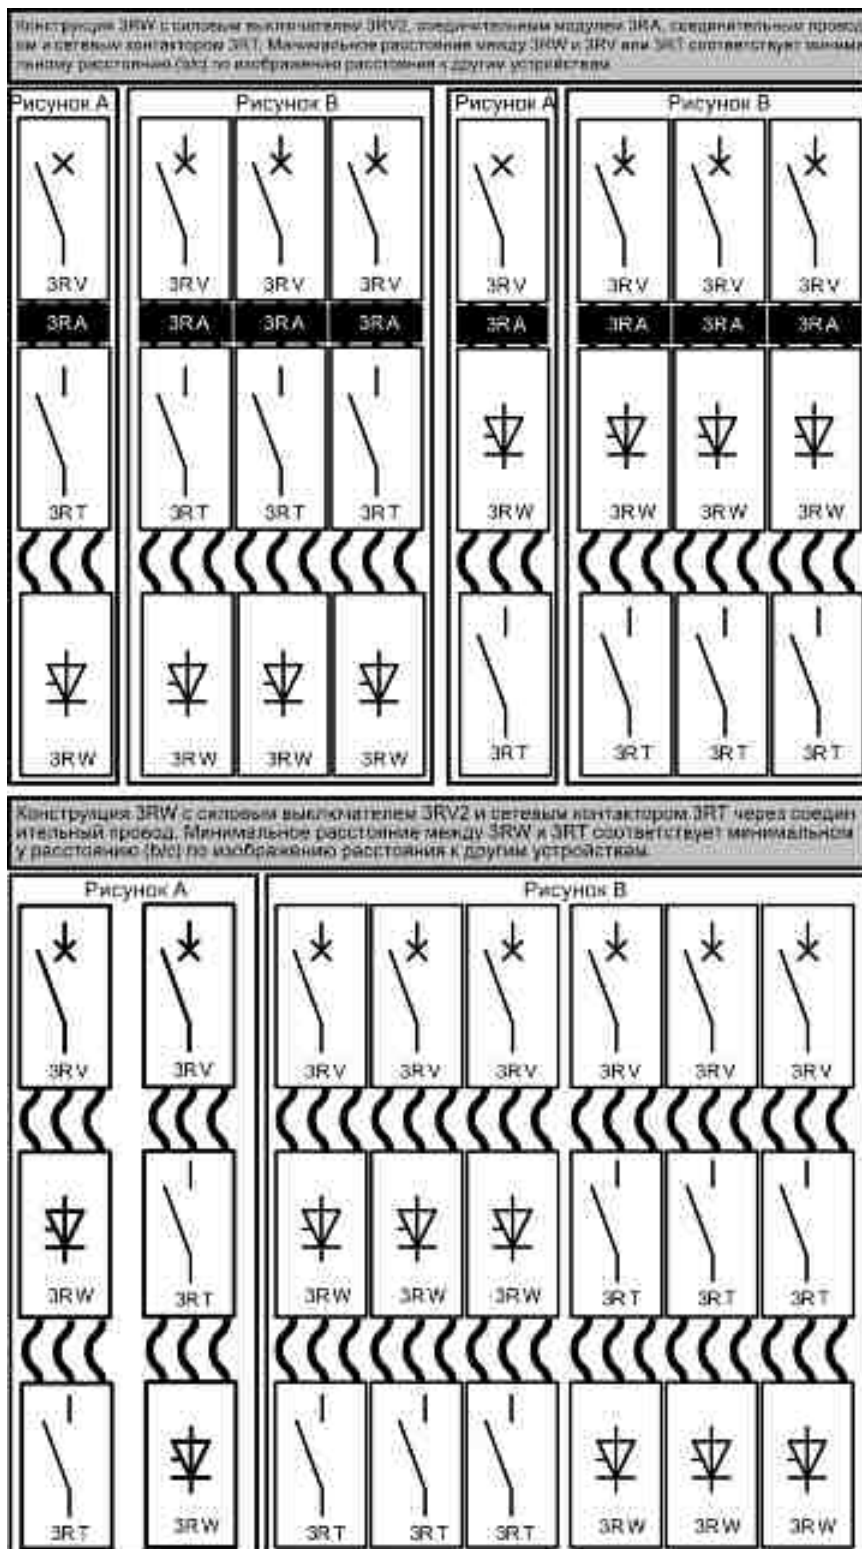 Конструкция 3RW с силовым выключателем 3RV2, соединительным модулем 3RA, соединительным провод
ом и сетевым контактором 3RT. Минимальное расстояние между 3RW и 3RV или 3RT соответствует миними
льному расстоянию (b/c) по изображению расстояния к другим устройствам
Рисунок A Рисунок B Рисунок A Рисунок B
3RV 3RV 3RV 3RV 3RV 3RV 3RV 3RV
3RA 3RA 3RA 3RA 3RA 3RA 3RA 3RA
3RT 3RT 3RT 3RT 3RW 3RW 3RW 3RW
3RW 3RW 3RW 3RW 3RT 3RT 3RT 3RT
Конструкция 3RW с силовым выключателем 3RV2 и сетевым контактором 3RT через соедин
ительный провод. Минимальное расстояние между 3RW и 3RT соответствует минимальном
у расстоянию (b/c) по изображению расстояния к другим устройствам.
Рисунок A Рисунок B
3RV 3RV 3RV 3RV 3RV 3RV 3RV 3RV
3RW 3RT 3RW 3RW 3RW 3RT 3RT 3RT
3RT 3RW 3RT 3RT 3RT 3RW 3RW 3RW